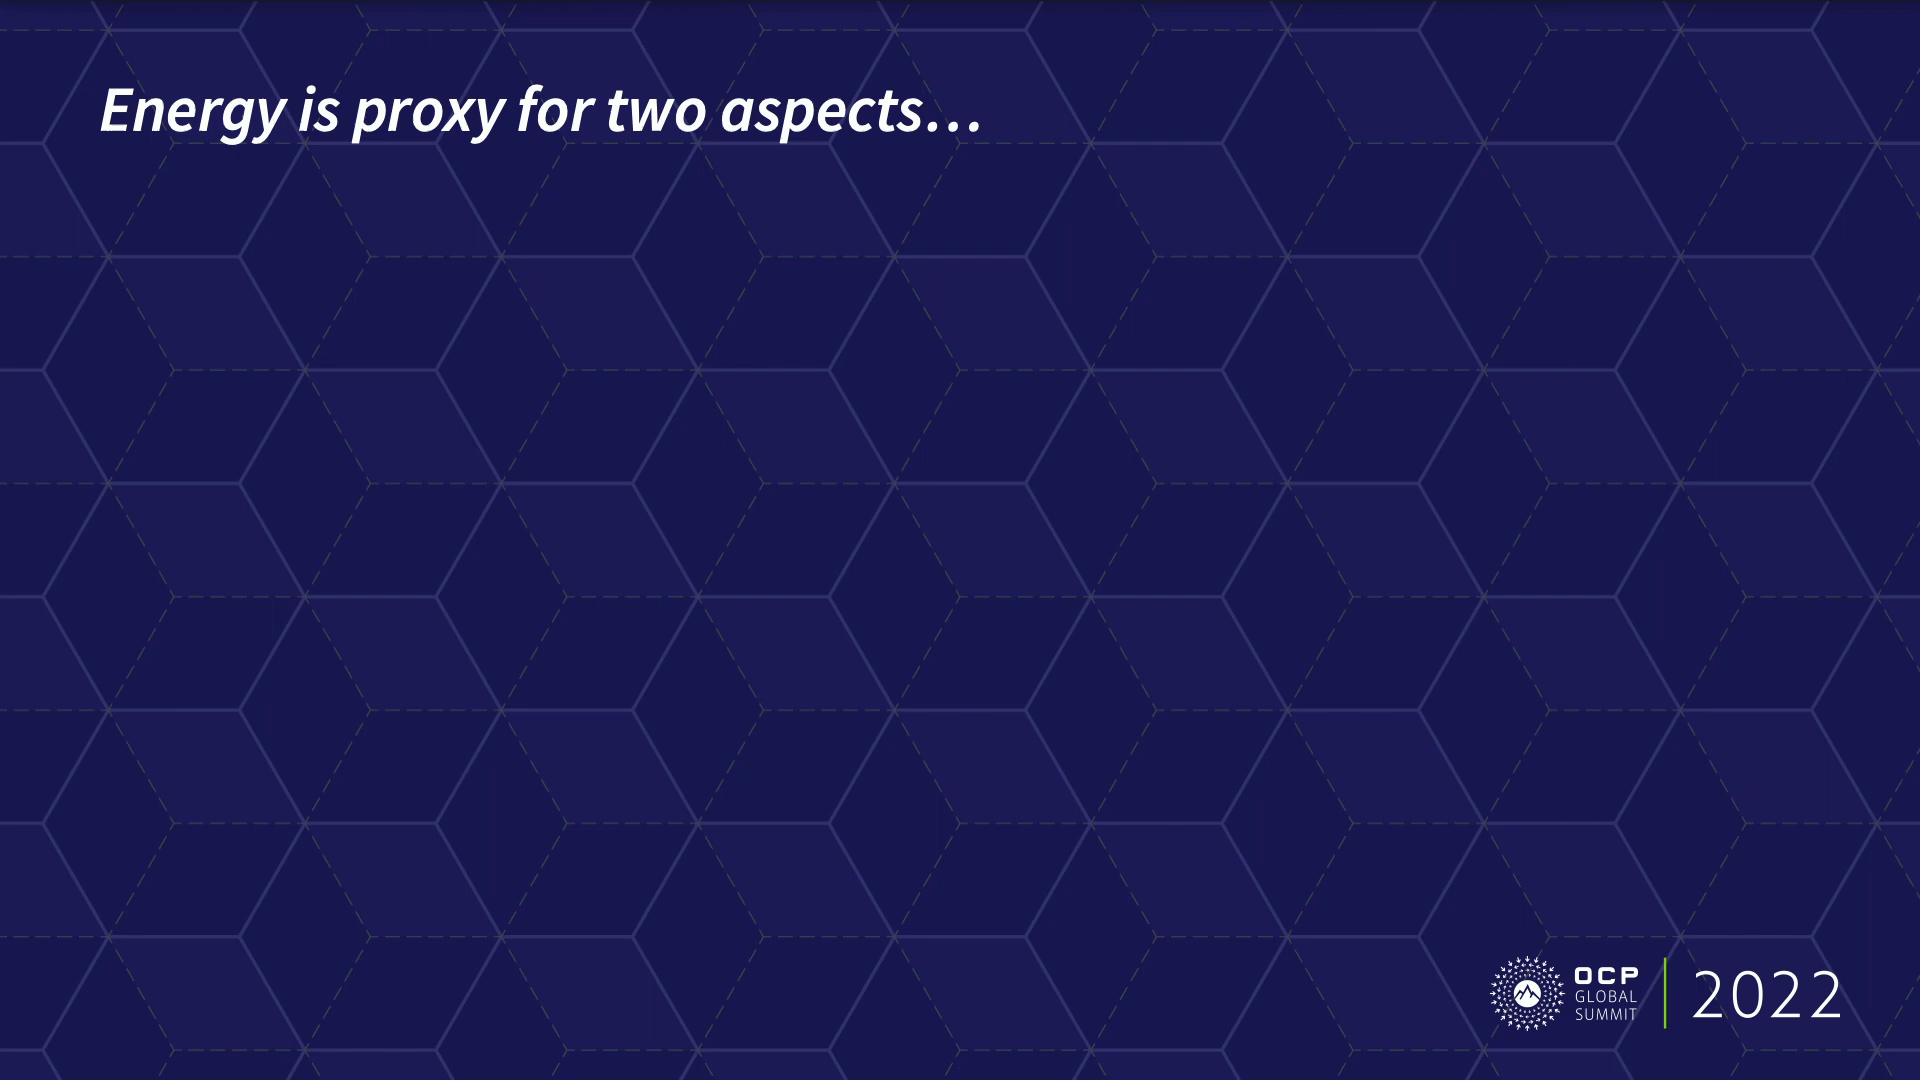 Energy is proxy for two aspects…
OCP
GLOBAL
SUMMIT
2022